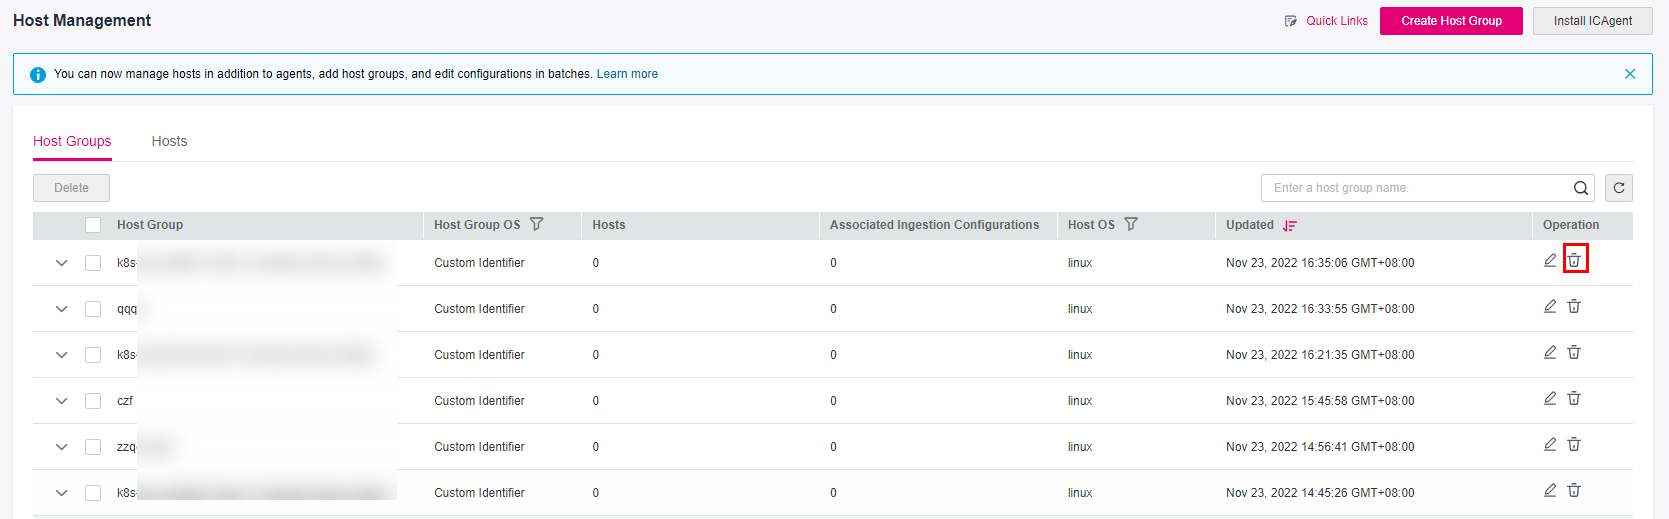 Host Management
Quick Links
Create Host Group
Install ICAgent
You can now manage hosts in addition to agents, add host groups, and edit configurations in batches. Learn more
Host Groups Hosts
Delete
Enter a host group name.
Host Group Host Group OS Hosts Associated Ingestion Configurations Host OS Updated Operation
k8s- Custom Identifier 0 0 linux Nov 23, 2022 16:35:06 GMT+08:00
qqq Custom Identifier 0 0 linux Nov 23, 2022 16:33:55 GMT+08:00
k8s- Custom Identifier 0 0 linux Nov 23, 2022 16:21:35 GMT+08:00
czf Custom Identifier 0 0 linux Nov 23, 2022 15:45:58 GMT+08:00
zzq Custom Identifier 0 0 linux Nov 23, 2022 14:56:41 GMT+08:00
k8s- Custom Identifier 0 0 linux Nov 23, 2022 14:45:26 GMT+08:00